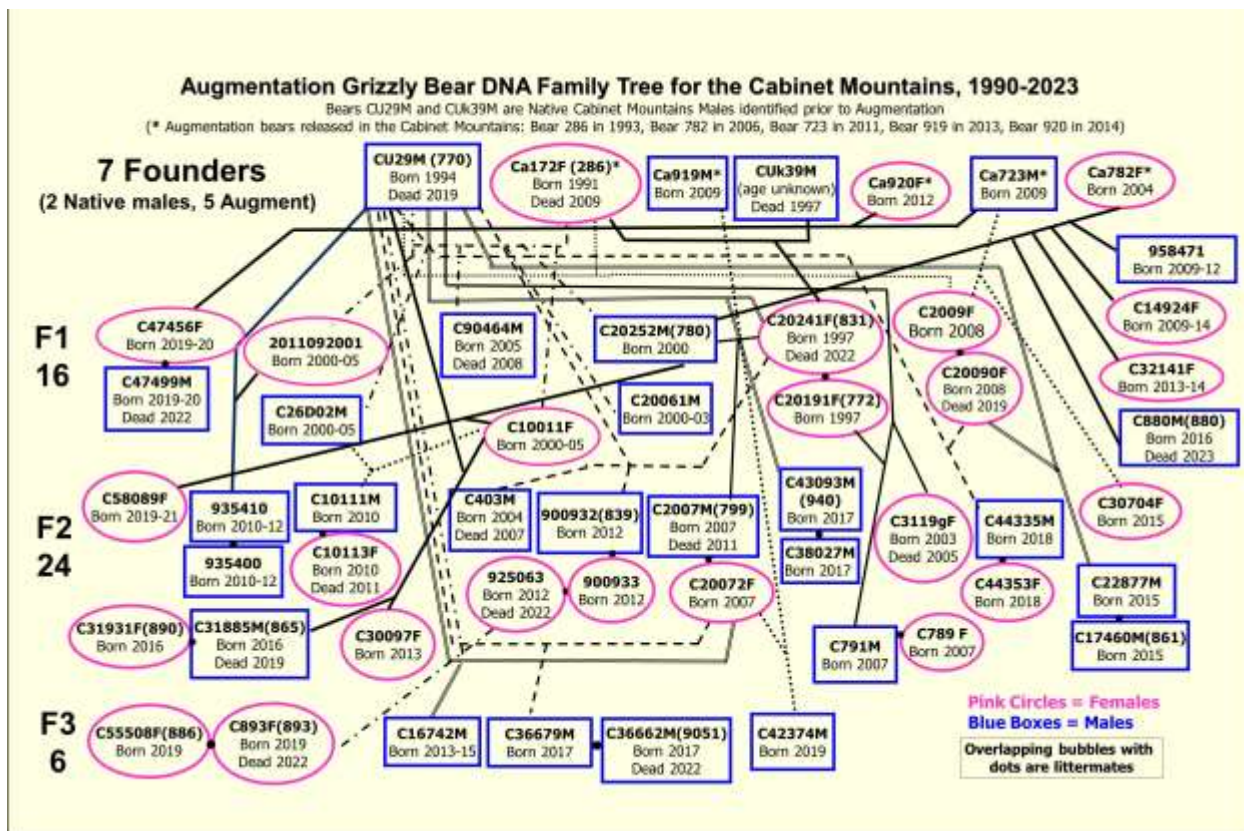 Augmentation Grizzly Bear DNA Family Tree for the Cabinet Mountains, 1990-2023
Bears CU29M and CUk39M are Native Cabinet Mountains Males identified prior to Augmentation
(* Augmentation bears released in the Cabinet Mountains: Bear 286 in 1993, Bear 782 in 2006, Bear 723 in 2011, Bear 919 in 2013, Bear 920 in 2014)
7 Founders
(2 Native males, 5 Augment)
CU29M (770)
Born 1994
Dead 2019
Ca172F (286)*
Born 1991
Dead 2009
Ca919M*
Born 2009
CUk39M
(age unknown)
Dead 1997
Ca920F*
Born 2012
Ca723M*
Born 2009
Ca782F*
Born 2004
F1
16
C47456F
Born 2019-20
C47499M
Born 2019-20
Dead 2022
2011092001
Born 2000-05
C26D02M
Born 2000-05
C90464M
Born 2005
Dead 2008
C10011F
Born 2000-05
C20252M(780)
Born 2000
C20061M
Born 2000-03
C20241F(831)
Born 1997
Dead 2022
C20191F(772)
Born 1997
C2009F
Born 2008
C20090F
Born 2008
Dead 2019
958471
Born 2009-12
C14924F
Born 2009-14
C32141F
Born 2013-14
C880M(880)
Born 2016
Dead 2023
C30704F
Born 2015
F2
24
C58089F
Born 2019-21
935410
Born 2010-12
935400
Born 2010-12
C10111M
Born 2010
C10113F
Born 2010
Dead 2011
C403M
Born 2004
Dead 2007
900932(839)
Born 2012
925063
Born 2012
Dead 2022
900933
Born 2012
C2007M(799)
Born 2007
Dead 2011
C20072F
Born 2007
C43093M
(940)
Born 2017
C38027M
Born 2017
C3119gF
Born 2003
Dead 2005
C44335M
Born 2018
C44353F
Born 2018
C22877M
Born 2015
C17460M(861)
Born 2015
C31931F(890)
Born 2016
C31885M(865)
Born 2016
Dead 2019
C30097F
Born 2013
C791M
Born 2007
C789 F
Born 2007
F3
6
C55508F(886)
Born 2019
C893F(893)
Born 2019
Dead 2022
C16742M
Born 2013-15
C36679M
Born 2017
C36662M(9051)
Born 2017
Dead 2022
C42374M
Born 2019
Pink Circles = Females
Blue Boxes = Males
Overlapping bubbles with
dots are littermates